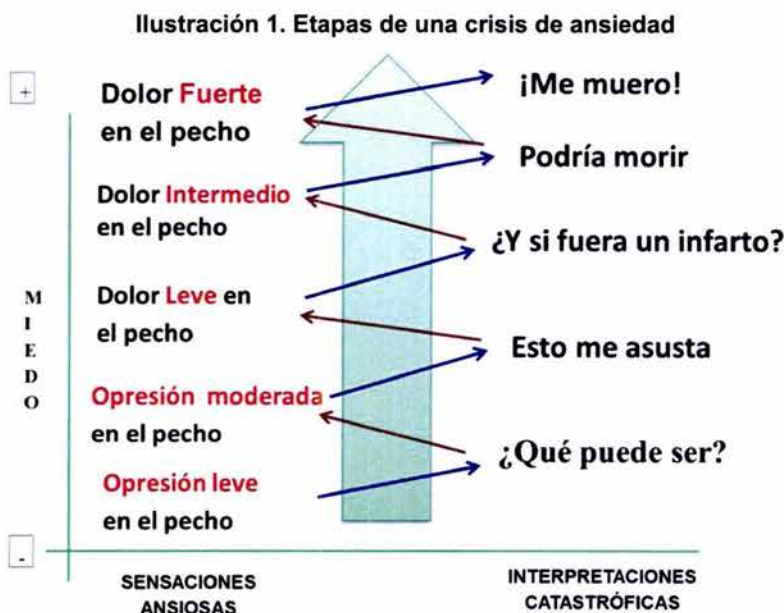 Ilustración 1. Etapas de una crisis de ansiedad
+
Dolor Fuerte
en el pecho
¡Me muero!
Podría morir
Dolor Intermedio
en el pecho
¿Y si fuera un infarto?
Dolor Leve en
el pecho
Esto me asusta
Opresión moderada
en el pecho
¿Qué puede ser?
Opresión leve
en el pecho
MIEDO
-
SENSACIONES
ANSIOSAS
INTERPRETACIONES
CATASTRÓFICAS